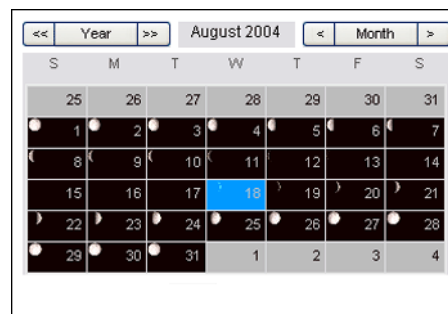 << Year >> August 2004 < Month >
S M T W T F S
25 26 27 28 29 30 31
1 2 3 4 5 6 7
8 9 10 11 12 13 14
15 16 17 18 19 20 21
22 23 24 25 26 27 28
29 30 31 1 2 3 4